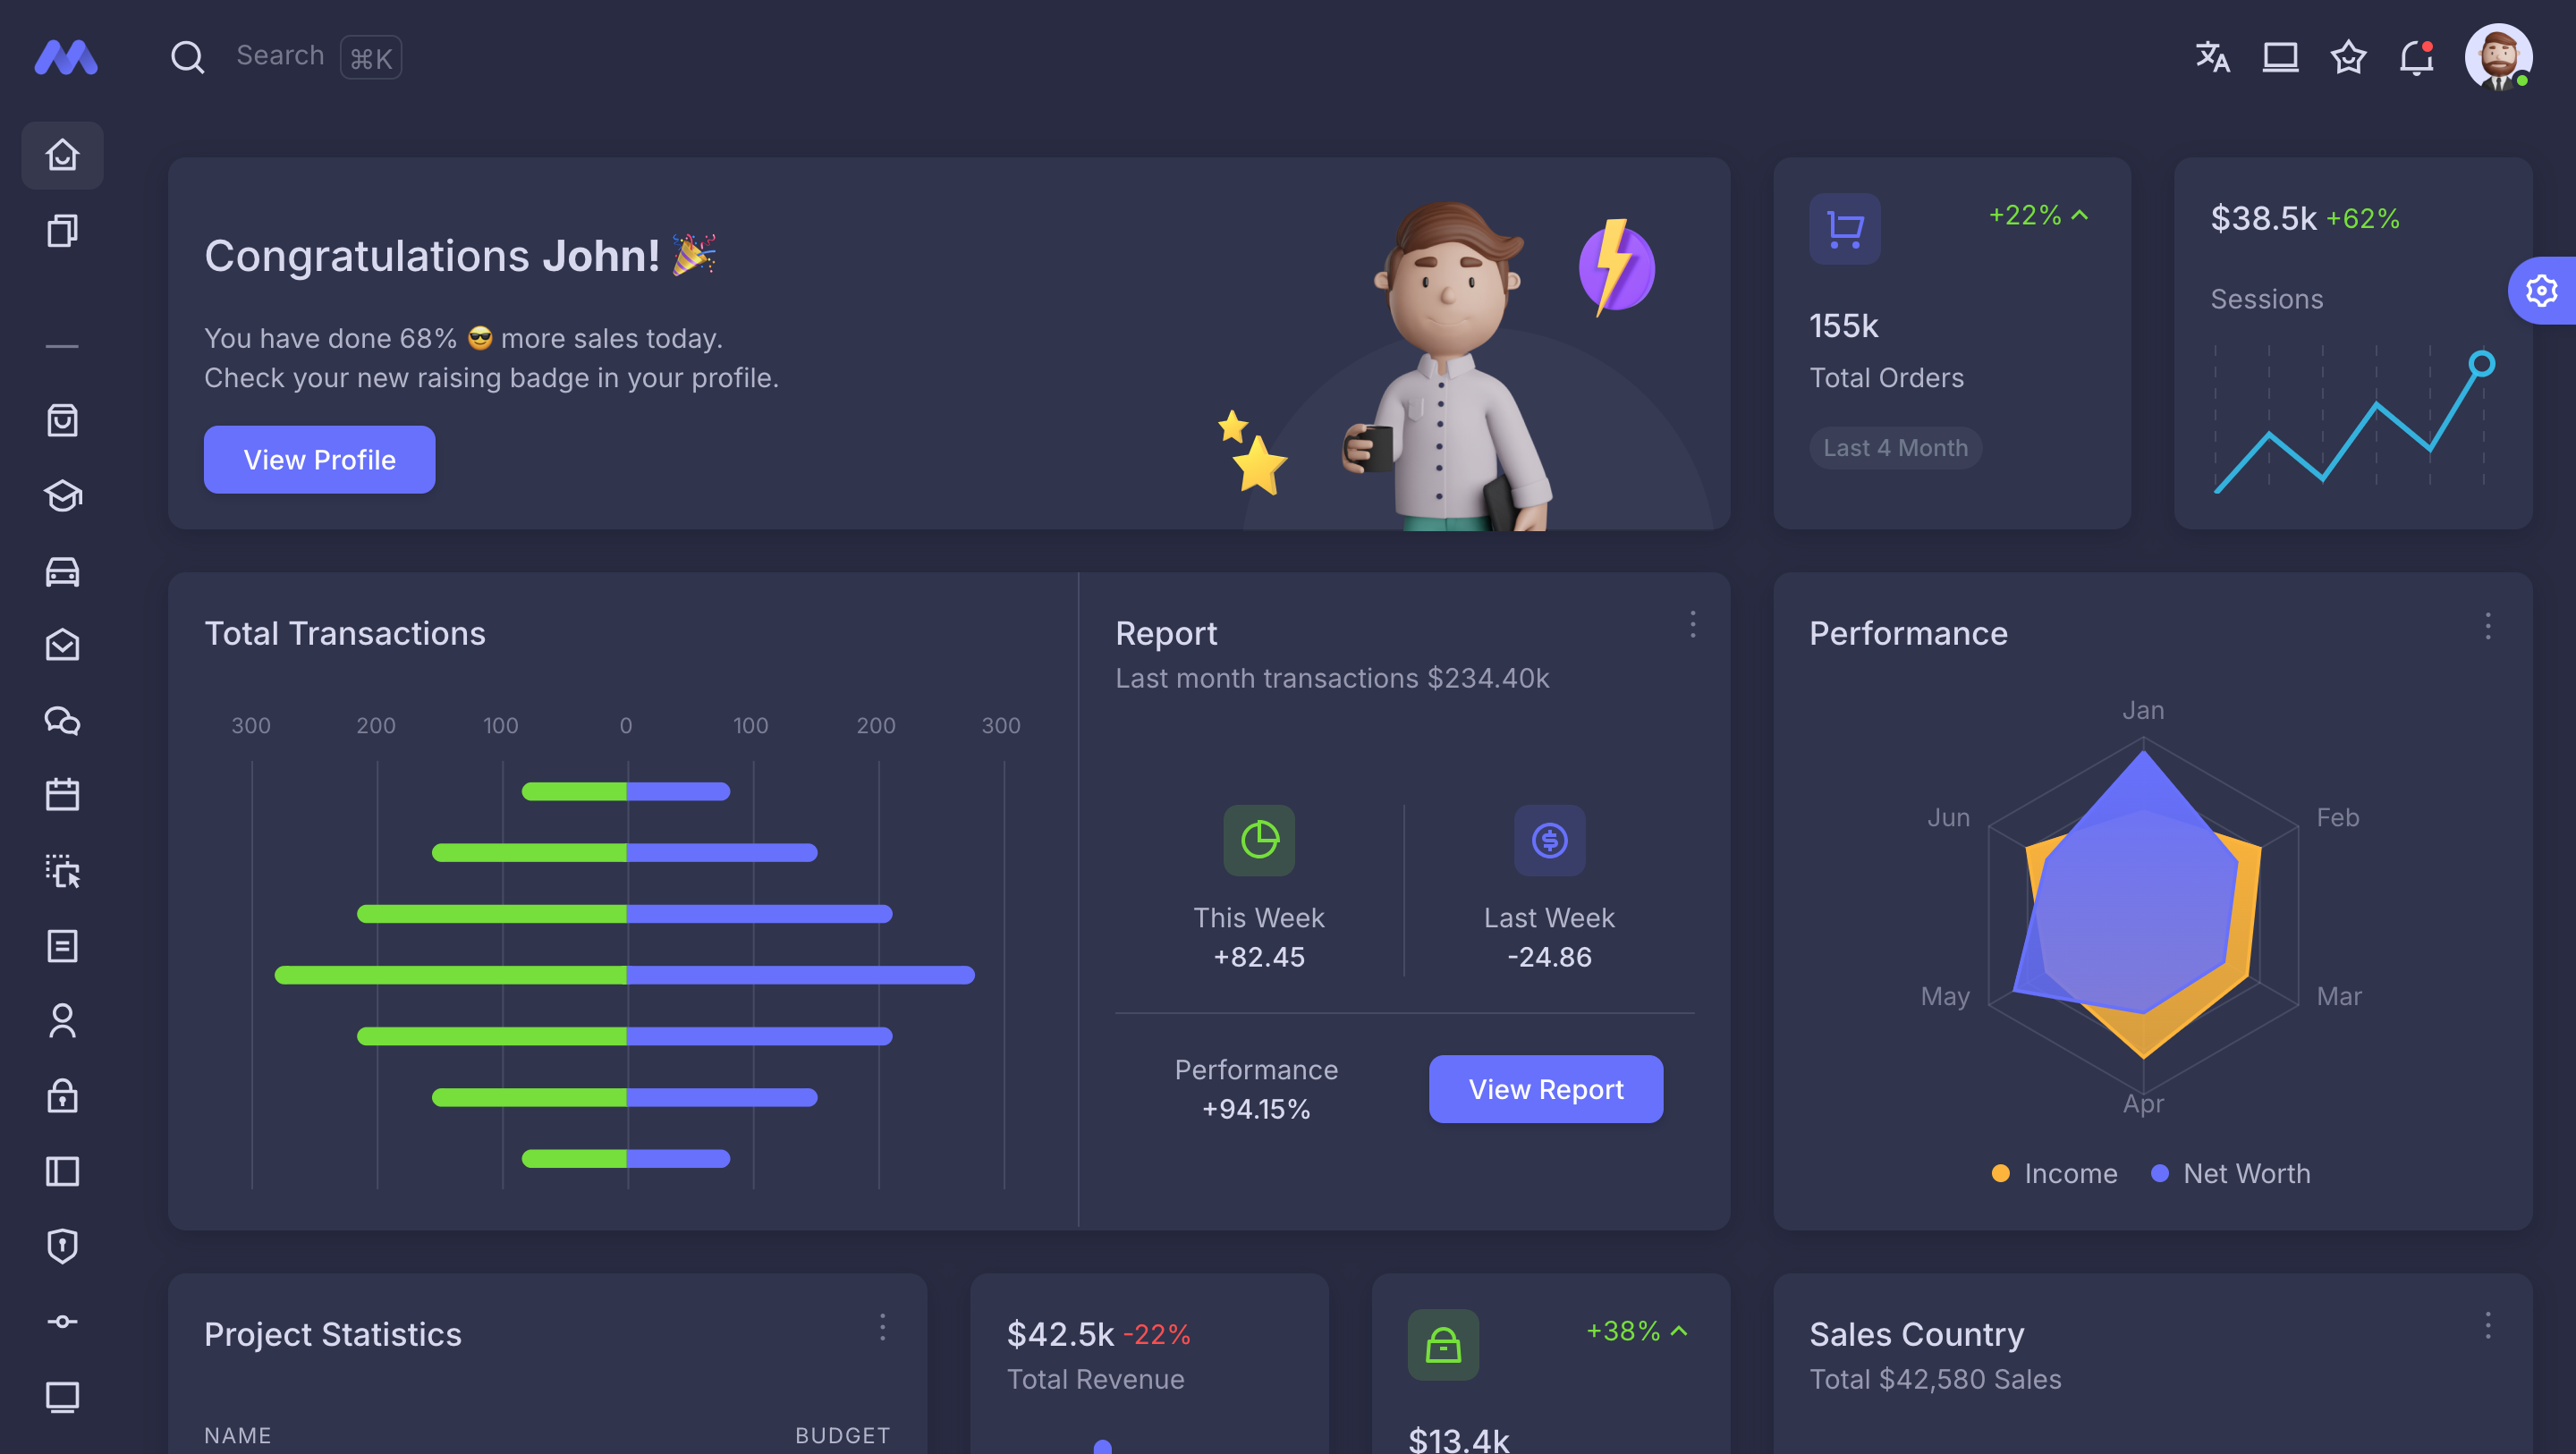 Search ⌘K
Congratulations John! 🎉
You have done 68% 😎 more sales today.
Check your new raising badge in your profile.
View Profile
+22%
155k
Total Orders
Last 4 Month
$38.5k +62%
Sessions
Total Transactions
300 200 100 0 100 200 300
Report
Last month transactions $234.40k
This Week
+82.45
Last Week
-24.86
Performance
+94.15%
View Report
Performance
Jan
Feb
Mar
Apr
May
Jun
Income
Net Worth
Project Statistics
NAME BUDGET
$42.5k -22%
Total Revenue
+38%
$13.4k
Sales Country
Total $42,580 Sales